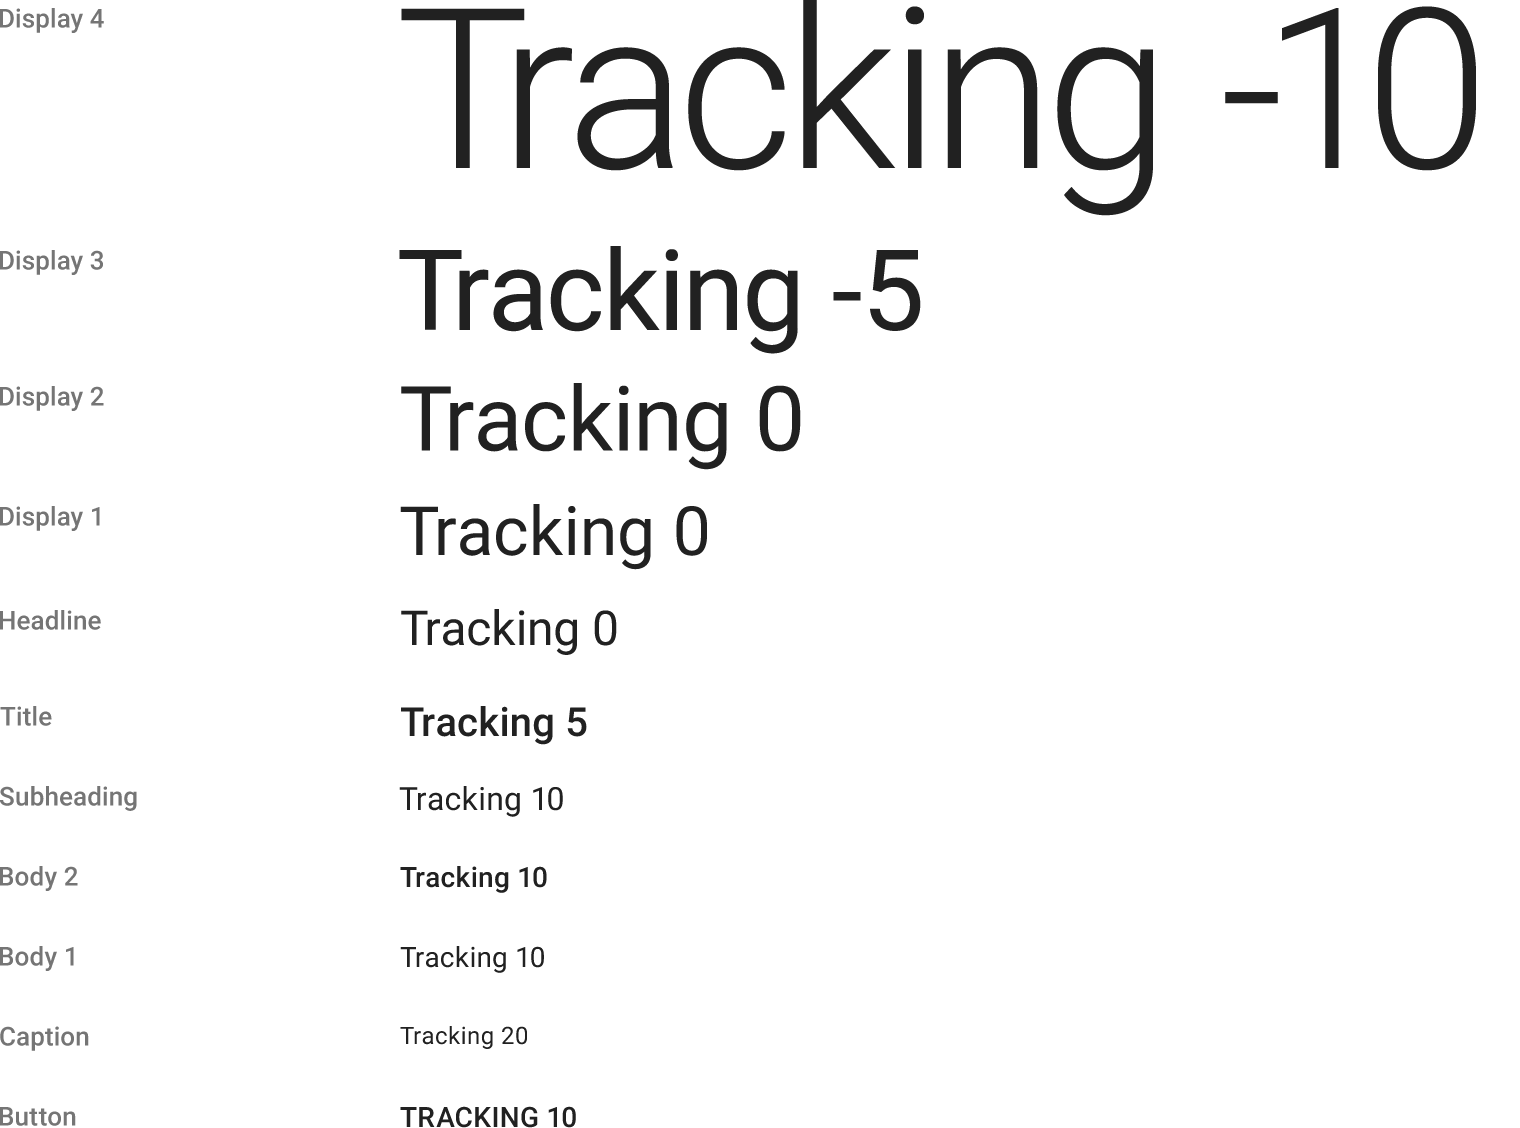 Display 4 Tracking -10
Display 3 Tracking -5
Display 2 Tracking 0
Display 1 Tracking 0
Headline Tracking 0
Title Tracking 5
Subheading Tracking 10
Body 2 Tracking 10
Body 1 Tracking 10
Caption Tracking 20
Button TRACKING 10